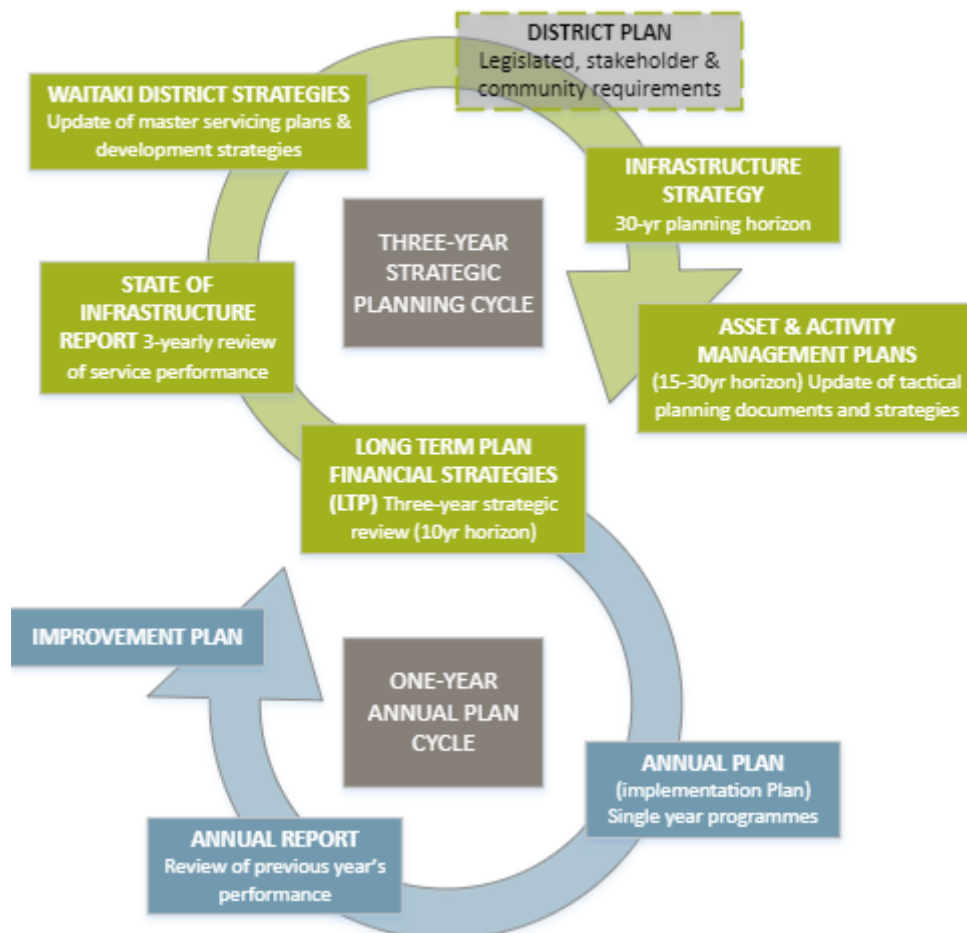 DISTRICT PLAN
Legislated, stakeholder &
community requirements
WAITAKI DISTRICT STRATEGIES
Update of master servicing plans &
development strategies
INFRASTRUCTURE
STRATEGY
30-yr planning horizon
THREE-YEAR
STRATEGIC
PLANNING CYCLE
STATE OF
INFRASTRUCTURE
REPORT 3-yearly review
of service performance
ASSET & ACTIVITY
MANAGEMENT PLANS
(15-30yr horizon) Update of tactical
planning documents and strategies
LONG TERM PLAN
FINANCIAL STRATEGIES
(LTP) Three-year strategic
review (10yr horizon)
IMPROVEMENT PLAN
ONE-YEAR
ANNUAL PLAN
CYCLE
ANNUAL PLAN
(implementation Plan)
Single year programmes
ANNUAL REPORT
Review of previous year's
performance